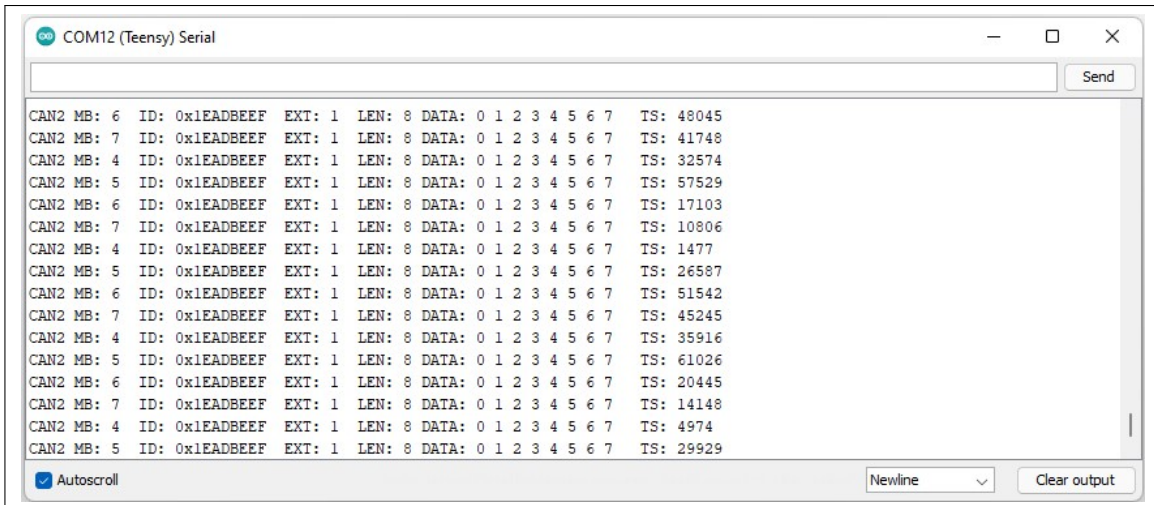 COM12 (Teensy) Serial
Send
CAN2 MB: 6 ID: 0x1EADBEEF EXT: 1 LEN: 8 DATA: 0 1 2 3 4 5 6 7 TS: 48045
CAN2 MB: 7 ID: 0x1EADBEEF EXT: 1 LEN: 8 DATA: 0 1 2 3 4 5 6 7 TS: 41748
CAN2 MB: 4 ID: 0x1EADBEEF EXT: 1 LEN: 8 DATA: 0 1 2 3 4 5 6 7 TS: 32574
CAN2 MB: 5 ID: 0x1EADBEEF EXT: 1 LEN: 8 DATA: 0 1 2 3 4 5 6 7 TS: 57529
CAN2 MB: 6 ID: 0x1EADBEEF EXT: 1 LEN: 8 DATA: 0 1 2 3 4 5 6 7 TS: 17103
CAN2 MB: 7 ID: 0x1EADBEEF EXT: 1 LEN: 8 DATA: 0 1 2 3 4 5 6 7 TS: 10806
CAN2 MB: 4 ID: 0x1EADBEEF EXT: 1 LEN: 8 DATA: 0 1 2 3 4 5 6 7 TS: 1477
CAN2 MB: 5 ID: 0x1EADBEEF EXT: 1 LEN: 8 DATA: 0 1 2 3 4 5 6 7 TS: 26587
CAN2 MB: 6 ID: 0x1EADBEEF EXT: 1 LEN: 8 DATA: 0 1 2 3 4 5 6 7 TS: 51542
CAN2 MB: 7 ID: 0x1EADBEEF EXT: 1 LEN: 8 DATA: 0 1 2 3 4 5 6 7 TS: 45245
CAN2 MB: 4 ID: 0x1EADBEEF EXT: 1 LEN: 8 DATA: 0 1 2 3 4 5 6 7 TS: 35916
CAN2 MB: 5 ID: 0x1EADBEEF EXT: 1 LEN: 8 DATA: 0 1 2 3 4 5 6 7 TS: 61026
CAN2 MB: 6 ID: 0x1EADBEEF EXT: 1 LEN: 8 DATA: 0 1 2 3 4 5 6 7 TS: 20445
CAN2 MB: 7 ID: 0x1EADBEEF EXT: 1 LEN: 8 DATA: 0 1 2 3 4 5 6 7 TS: 14148
CAN2 MB: 4 ID: 0x1EADBEEF EXT: 1 LEN: 8 DATA: 0 1 2 3 4 5 6 7 TS: 4974
CAN2 MB: 5 ID: 0x1EADBEEF EXT: 1 LEN: 8 DATA: 0 1 2 3 4 5 6 7 TS: 29929
Autoscroll Newline Clear output